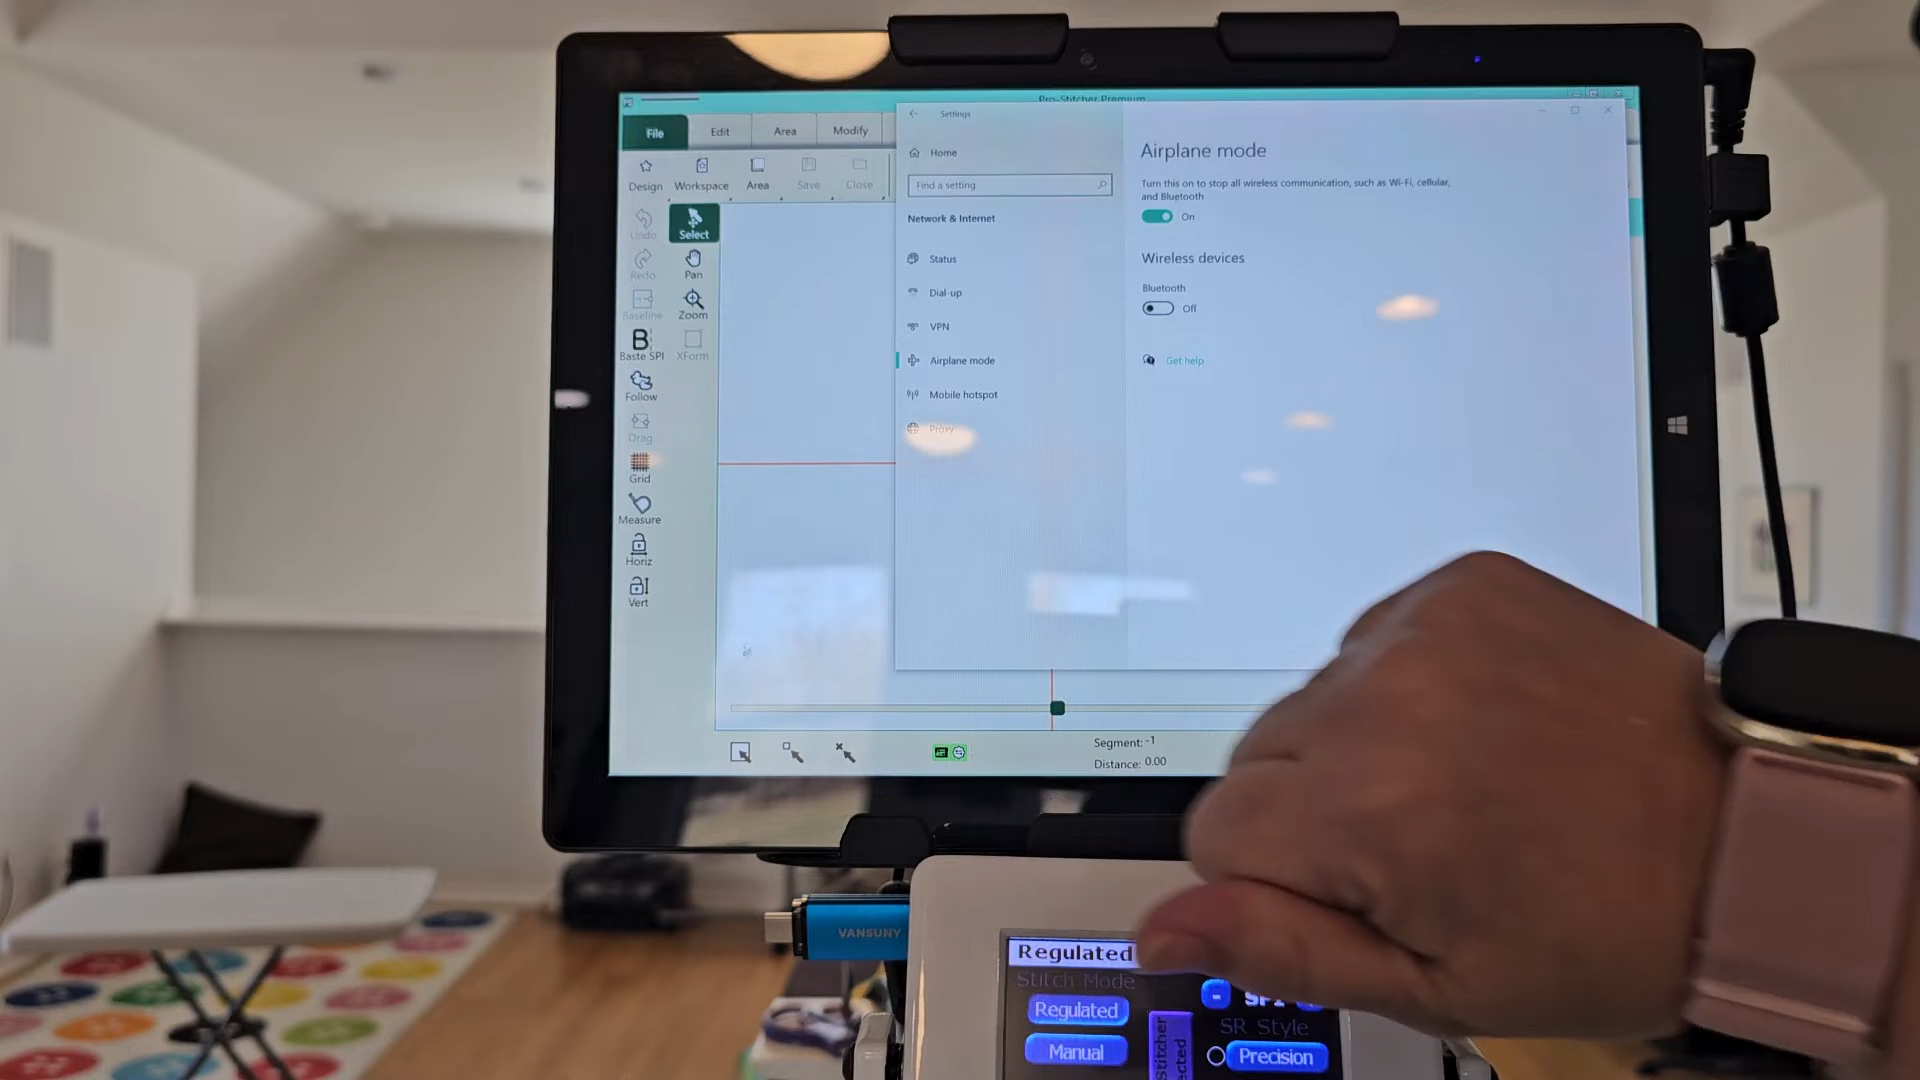 Pro-Stitcher Premium
File
Edit
Area
Modify
Design
Workspace
Area
Save
Close
Undo
Select
Redo
Pan
Baseline
Zoom
Baste SPI
XForm
Follow
Drag
Grid
Measure
Horiz
Vert
Settings
Home
Find a setting
Network & Internet
Status
Dial-up
VPN
Airplane mode
Mobile hotspot
Proxy
Airplane mode
Turn this on to stop all wireless communication, such as Wi-Fi, cellular,
and Bluetooth
On
Wireless devices
Bluetooth
Off
Get help
Segment: -1
Distance: 0.00
VANSUNY
Regulated
Stitch Mode
Regulated
Manual
SPI
SR Style
Precision